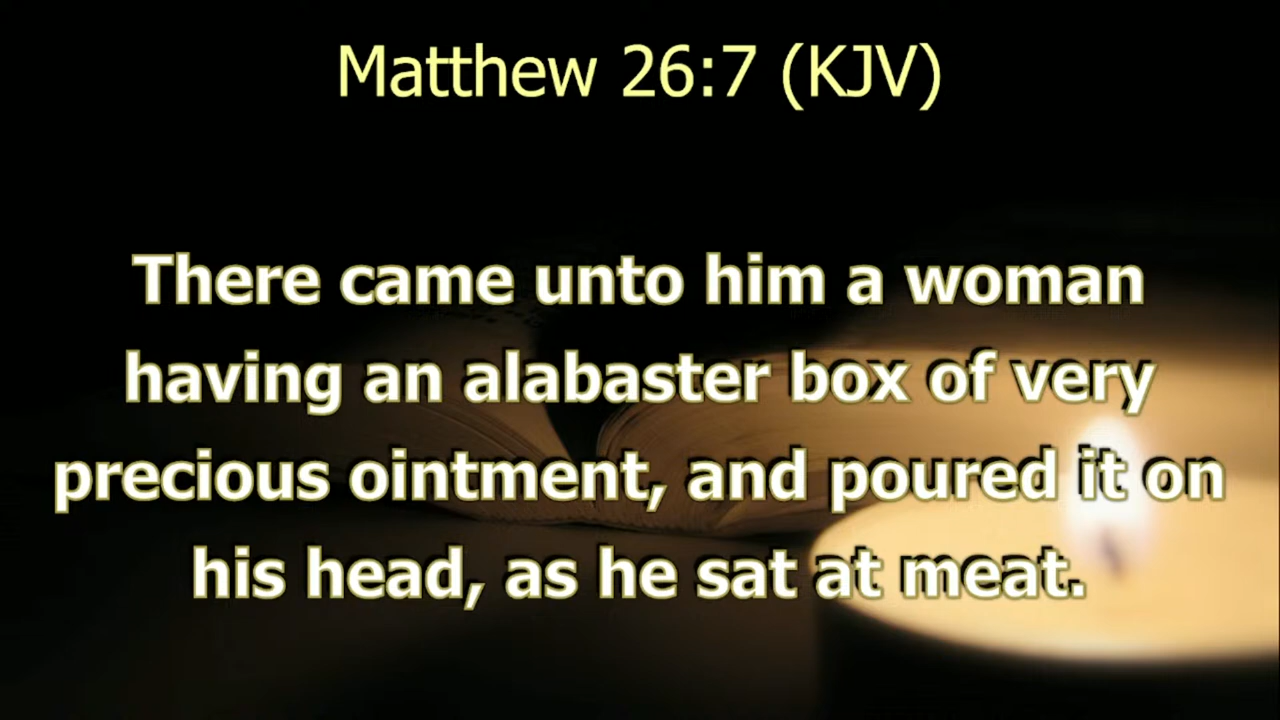 Matthew 26:7 (KJV)
There came unto him a woman
having an alabaster box of very
precious ointment, and poured it on
his head, as he sat at meat.